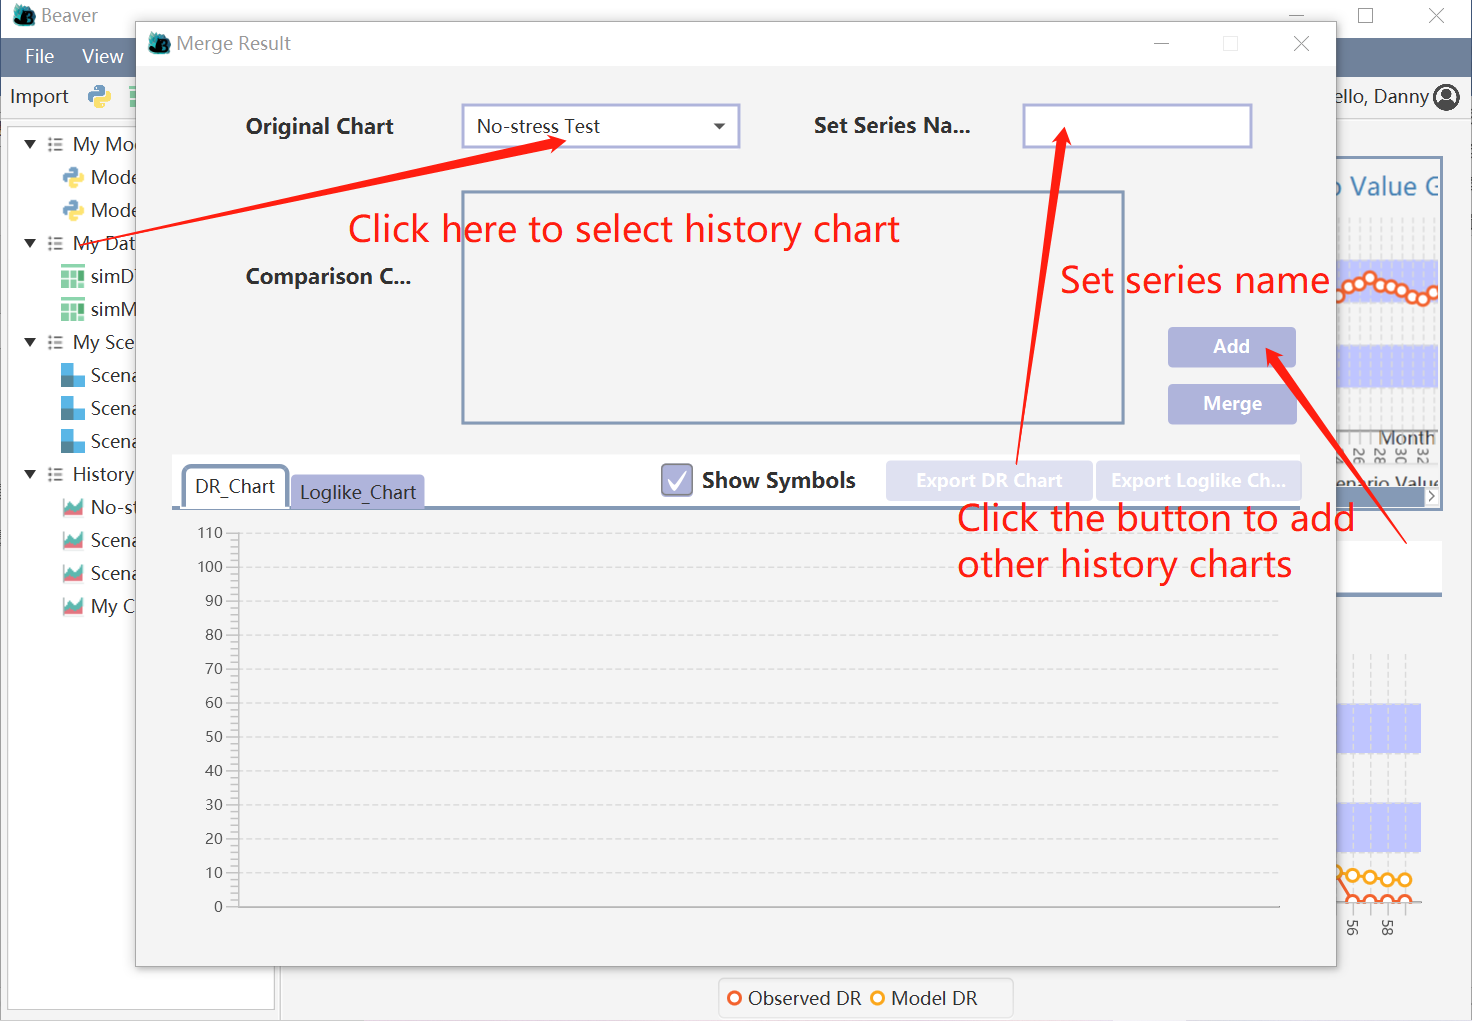 Beaver
Merge Result
File View
Import
ello, Danny
Original Chart
No-stress Test
Set Series Na...
My Mo
Mode
Mode
My Dat
simD
simM
My Sce
Scena
Scena
Scena
History
No-st
Scena
Scena
My C
Click here to select history chart
Comparison C...
Set series name
Add
Merge
DR_Chart
Loglike_Chart
Show Symbols
Export DR Chart
Export Loglike Ch...
Click the button to add
other history charts
110
100
90
80
70
60
50
40
30
20
10
0
o Value G
Month
26
28
30
32
enario Value
56
58
Observed DR Model DR